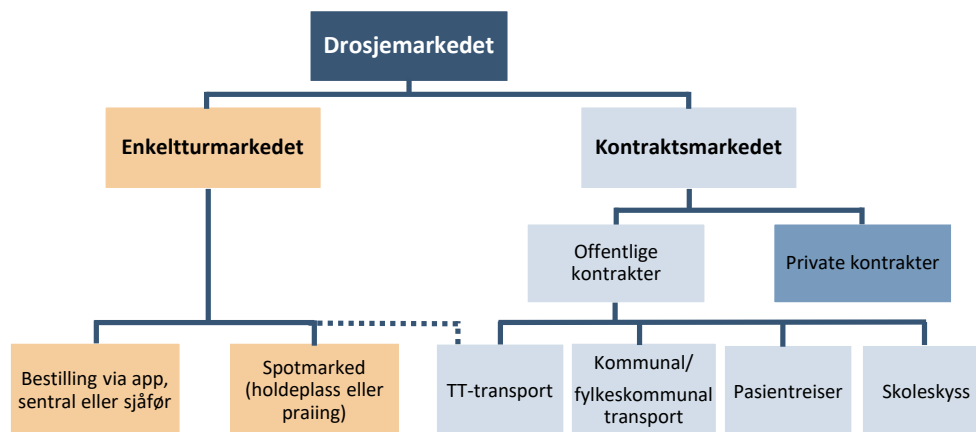 Drosjemarkedet
Enkeltturmarkedet
Kontraktsmarkedet
Offentlige
kontrakter
Private kontrakter
Bestilling via app,
sentral eller sjåfør
Spotmarked
(holdeplass eller
praiing)
TT-transport
Kommunal/
fylkeskommunal
transport
Pasientreiser
Skoleskyss